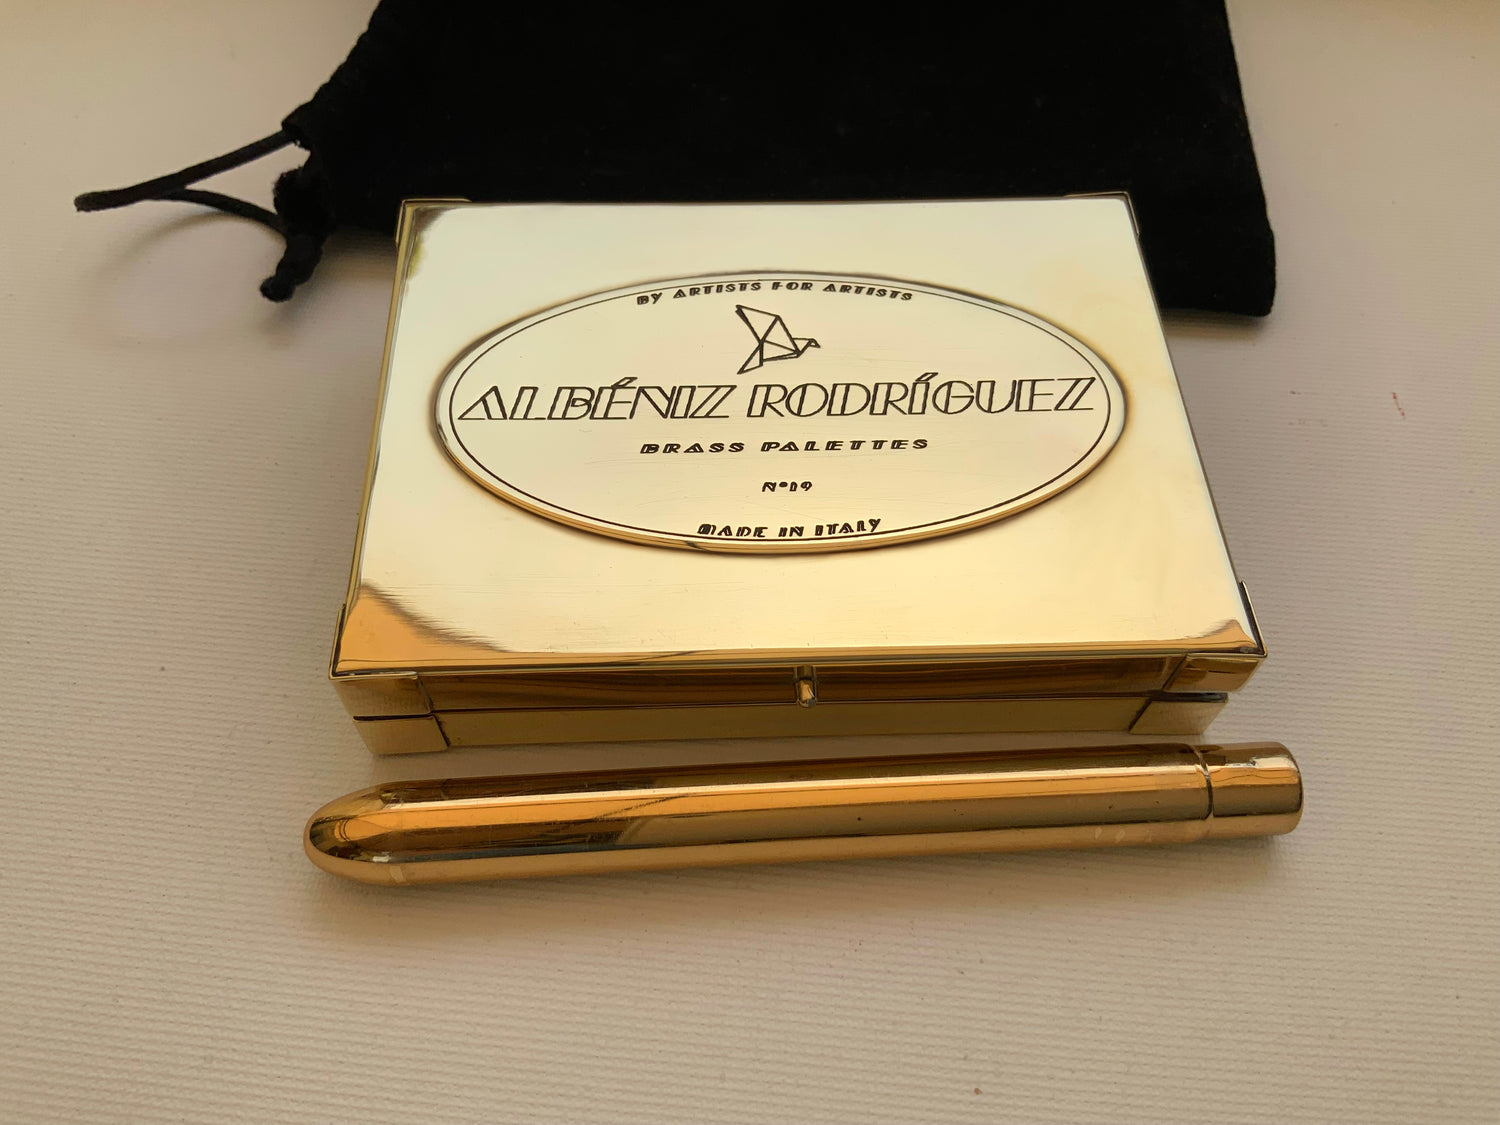 BY ARTISTS FOR ARTISTS
ALBÉNIZ RODRÍGUEZ
BRASS PALETTES
Nº19
MADE IN ITALY